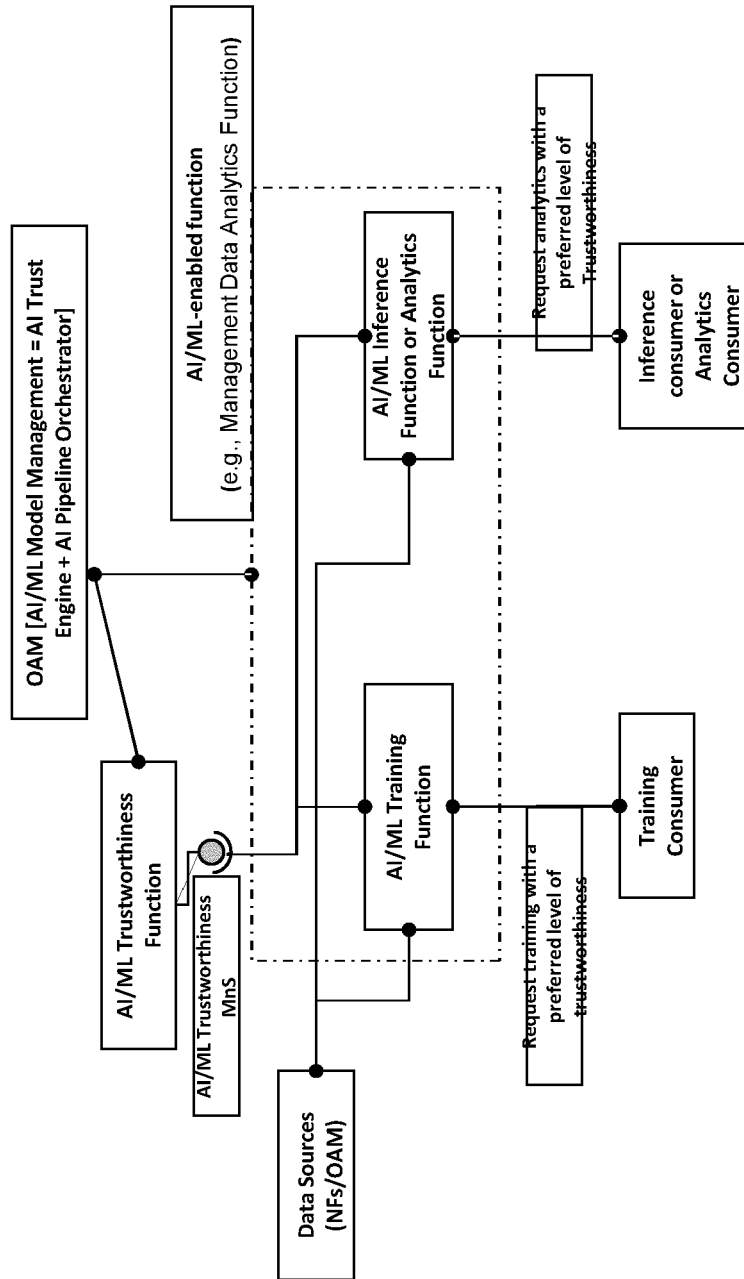 OAM [AI/ML Model Management = AI Trust
Engine + AI Pipeline Orchestrator]
AI/ML Trustworthiness
Function
AI/ML Trustworthiness
MnS
AI/ML-enabled function
(e.g., Management Data Analytics Function)
Data Sources
(NFs/OAM)
AI/ML Training
Function
AI/ML Inference
Function or Analytics
Function
Request training with a
preferred level of
trustworthiness
Request analytics with a
preferred level of
Trustworthiness
Training
Consumer
Inference
consumer or
Analytics
Consumer